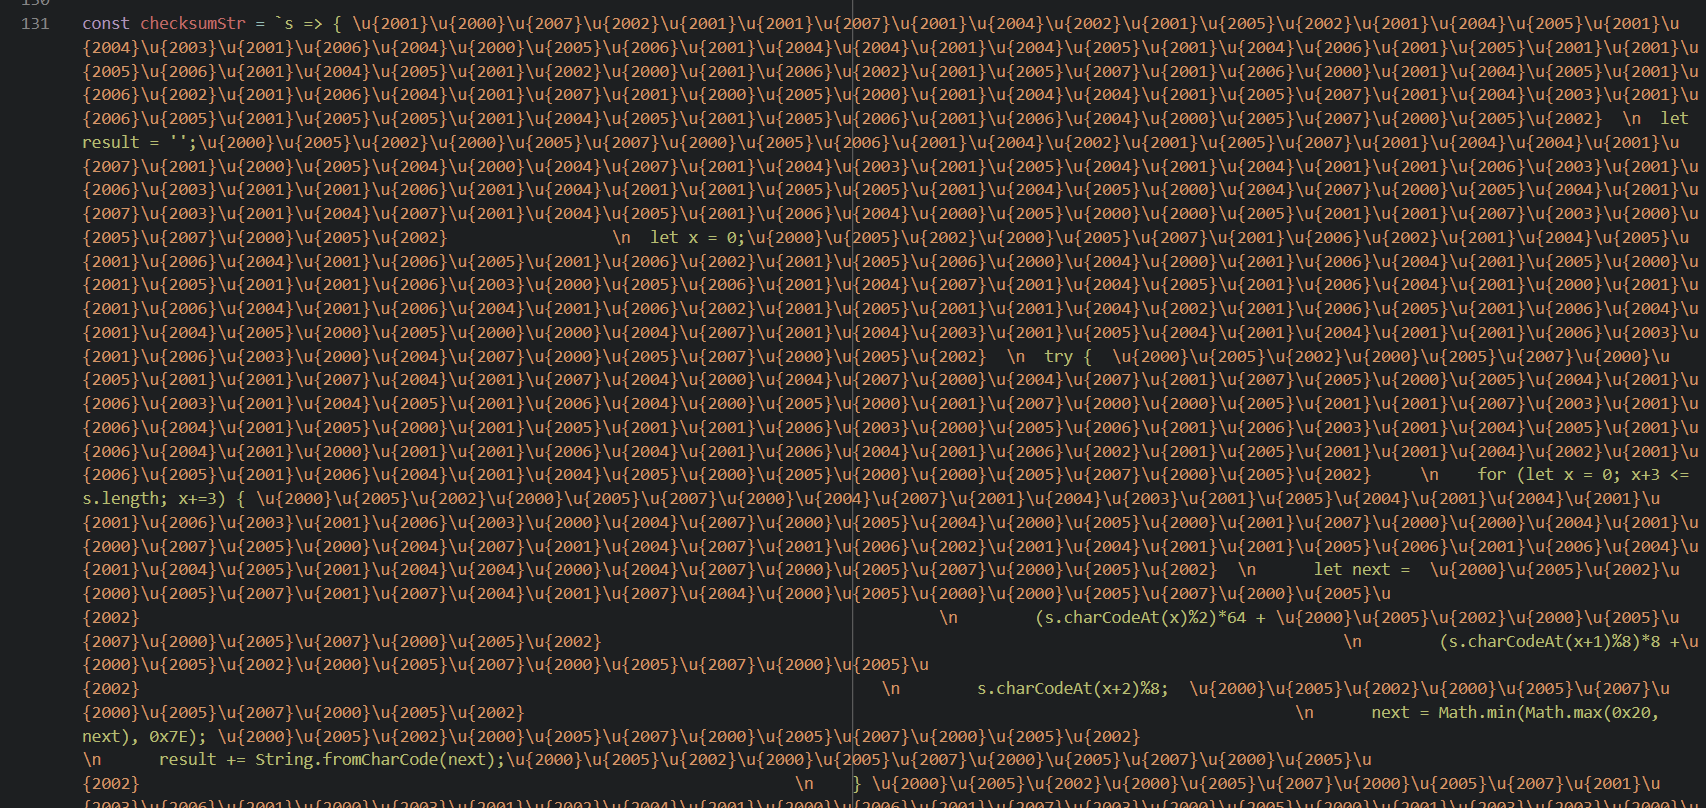 130
131 const checksumStr = `s => { \u{2001}\u{2000}\u{2007}\u{2002}\u{2001}\u{2001}\u{2007}\u{2001}\u{2004}\u{2002}\u{2001}\u{2005}\u{2002}\u{2001}\u{2004}\u{2005}\u{2001}\u
{2004}\u{2003}\u{2001}\u{2006}\u{2004}\u{2000}\u{2005}\u{2006}\u{2001}\u{2004}\u{2004}\u{2001}\u{2004}\u{2005}\u{2001}\u{2004}\u{2006}\u{2001}\u{2005}\u{2001}\u{2001}\u
{2005}\u{2006}\u{2001}\u{2004}\u{2005}\u{2001}\u{2002}\u{2000}\u{2001}\u{2006}\u{2002}\u{2001}\u{2005}\u{2007}\u{2001}\u{2006}\u{2000}\u{2001}\u{2004}\u{2005}\u{2001}\u
{2006}\u{2002}\u{2001}\u{2006}\u{2004}\u{2001}\u{2007}\u{2001}\u{2000}\u{2005}\u{2000}\u{2001}\u{2004}\u{2004}\u{2001}\u{2005}\u{2007}\u{2001}\u{2004}\u{2003}\u{2001}\u
{2006}\u{2005}\u{2001}\u{2005}\u{2005}\u{2001}\u{2004}\u{2005}\u{2001}\u{2005}\u{2006}\u{2001}\u{2006}\u{2004}\u{2000}\u{2005}\u{2007}\u{2000}\u{2005}\u{2002} \n let
result = '';\u{2000}\u{2005}\u{2002}\u{2000}\u{2005}\u{2007}\u{2000}\u{2005}\u{2006}\u{2001}\u{2004}\u{2002}\u{2001}\u{2005}\u{2007}\u{2001}\u{2004}\u{2004}\u{2001}\u
{2007}\u{2001}\u{2000}\u{2005}\u{2004}\u{2000}\u{2004}\u{2007}\u{2001}\u{2004}\u{2003}\u{2001}\u{2005}\u{2004}\u{2001}\u{2004}\u{2001}\u{2001}\u{2006}\u{2003}\u{2001}\u
{2006}\u{2003}\u{2001}\u{2001}\u{2006}\u{2001}\u{2004}\u{2001}\u{2001}\u{2005}\u{2001}\u{2004}\u{2005}\u{2000}\u{2004}\u{2007}\u{2000}\u{2005}\u{2004}\u{2001}\u
{2007}\u{2003}\u{2001}\u{2004}\u{2007}\u{2001}\u{2004}\u{2005}\u{2001}\u{2006}\u{2004}\u{2000}\u{2005}\u{2000}\u{2000}\u{2005}\u{2001}\u{2001}\u{2007}\u{2003}\u{2000}\u
{2005}\u{2007}\u{2000}\u{2005}\u{2002} \n let x = 0;\u{2000}\u{2005}\u{2002}\u{2000}\u{2005}\u{2007}\u{2001}\u{2006}\u{2002}\u{2001}\u{2004}\u{2005}\u
{2001}\u{2006}\u{2004}\u{2001}\u{2006}\u{2005}\u{2001}\u{2006}\u{2002}\u{2001}\u{2005}\u{2006}\u{2000}\u{2004}\u{2000}\u{2001}\u{2006}\u{2004}\u{2001}\u{2005}\u{2000}\u
{2001}\u{2005}\u{2001}\u{2001}\u{2006}\u{2003}\u{2000}\u{2005}\u{2006}\u{2001}\u{2004}\u{2007}\u{2001}\u{2004}\u{2005}\u{2001}\u{2006}\u{2004}\u{2001}\u{2000}\u{2001}\u
{2001}\u{2006}\u{2004}\u{2001}\u{2006}\u{2004}\u{2001}\u{2006}\u{2002}\u{2001}\u{2005}\u{2001}\u{2001}\u{2004}\u{2002}\u{2001}\u{2006}\u{2005}\u{2001}\u{2006}\u{2004}\u
{2001}\u{2004}\u{2005}\u{2000}\u{2005}\u{2000}\u{2000}\u{2004}\u{2007}\u{2001}\u{2004}\u{2003}\u{2001}\u{2005}\u{2004}\u{2001}\u{2004}\u{2001}\u{2001}\u{2006}\u{2003}\u
{2001}\u{2006}\u{2003}\u{2000}\u{2004}\u{2007}\u{2000}\u{2005}\u{2007}\u{2000}\u{2005}\u{2002} \n try { \u{2000}\u{2005}\u{2002}\u{2000}\u{2005}\u{2007}\u{2000}\u
{2005}\u{2001}\u{2001}\u{2007}\u{2004}\u{2001}\u{2007}\u{2004}\u{2000}\u{2004}\u{2007}\u{2000}\u{2004}\u{2007}\u{2001}\u{2007}\u{2005}\u{2000}\u{2005}\u{2004}\u{2001}\u
{2006}\u{2003}\u{2001}\u{2004}\u{2005}\u{2001}\u{2006}\u{2004}\u{2000}\u{2005}\u{2000}\u{2001}\u{2007}\u{2000}\u{2000}\u{2005}\u{2001}\u{2001}\u{2007}\u{2003}\u{2001}\u
{2006}\u{2004}\u{2001}\u{2005}\u{2000}\u{2001}\u{2005}\u{2001}\u{2001}\u{2006}\u{2003}\u{2000}\u{2005}\u{2006}\u{2001}\u{2006}\u{2003}\u{2001}\u{2004}\u{2005}\u{2001}\u
{2006}\u{2004}\u{2001}\u{2000}\u{2001}\u{2001}\u{2006}\u{2004}\u{2001}\u{2006}\u{2004}\u{2001}\u{2006}\u{2002}\u{2001}\u{2005}\u{2001}\u{2001}\u{2004}\u{2002}\u{2001}\u
{2006}\u{2005}\u{2001}\u{2006}\u{2004}\u{2001}\u{2004}\u{2005}\u{2000}\u{2005}\u{2000}\u{2000}\u{2005}\u{2007}\u{2000}\u{2005}\u{2002} \n for (let x = 0; x+3 <=
s.length; x+=3) { \u{2000}\u{2005}\u{2002}\u{2000}\u{2005}\u{2007}\u{2000}\u{2004}\u{2007}\u{2001}\u{2004}\u{2003}\u{2001}\u{2005}\u{2004}\u{2001}\u{2004}\u{2001}\u
{2001}\u{2006}\u{2003}\u{2001}\u{2006}\u{2003}\u{2000}\u{2004}\u{2007}\u{2000}\u{2005}\u{2004}\u{2000}\u{2005}\u{2000}\u{2001}\u{2007}\u{2000}\u{2000}\u{2004}\u{2001}\u
{2000}\u{2007}\u{2005}\u{2000}\u{2004}\u{2007}\u{2001}\u{2004}\u{2007}\u{2001}\u{2006}\u{2002}\u{2001}\u{2004}\u{2001}\u{2001}\u{2005}\u{2006}\u{2001}\u{2006}\u{2004}\u
{2001}\u{2004}\u{2005}\u{2001}\u{2004}\u{2004}\u{2000}\u{2004}\u{2007}\u{2000}\u{2005}\u{2007}\u{2000}\u{2005}\u{2002} \n let next = \u{2000}\u{2005}\u{2002}\u
{2000}\u{2005}\u{2007}\u{2001}\u{2007}\u{2004}\u{2001}\u{2007}\u{2004}\u{2000}\u{2005}\u{2007}\u{2000}\u{2005}\u
{2002} \n (s.charCodeAt(x)%2)*64 + \u{2000}\u{2005}\u{2002}\u{2000}\u{2005}\u
{2007}\u{2000}\u{2005}\u{2007}\u{2000}\u{2005}\u{2002} \n (s.charCodeAt(x+1)%8)*8 +\u
{2000}\u{2005}\u{2002}\u{2000}\u{2005}\u{2007}\u{2000}\u{2005}\u{2007}\u{2000}\u{2005}\u
{2002} \n s.charCodeAt(x+2)%8; \u{2000}\u{2005}\u{2002}\u{2000}\u{2005}\u{2007}\u
{2000}\u{2005}\u{2007}\u{2000}\u{2005}\u{2002} \n next = Math.min(Math.max(0x20,
next), 0x7E); \u{2000}\u{2005}\u{2002}\u{2000}\u{2005}\u{2007}\u{2000}\u{2005}\u{2007}\u{2000}\u{2005}\u{2002}
\n result += String.fromCharCode(next);\u{2000}\u{2005}\u{2002}\u{2000}\u{2005}\u{2007}\u{2000}\u{2005}\u{2007}\u{2000}\u{2005}\u
{2002} \n } \u{2000}\u{2005}\u{2002}\u{2000}\u{2005}\u{2007}\u{2000}\u{2005}\u{2007}\u{2001}\u